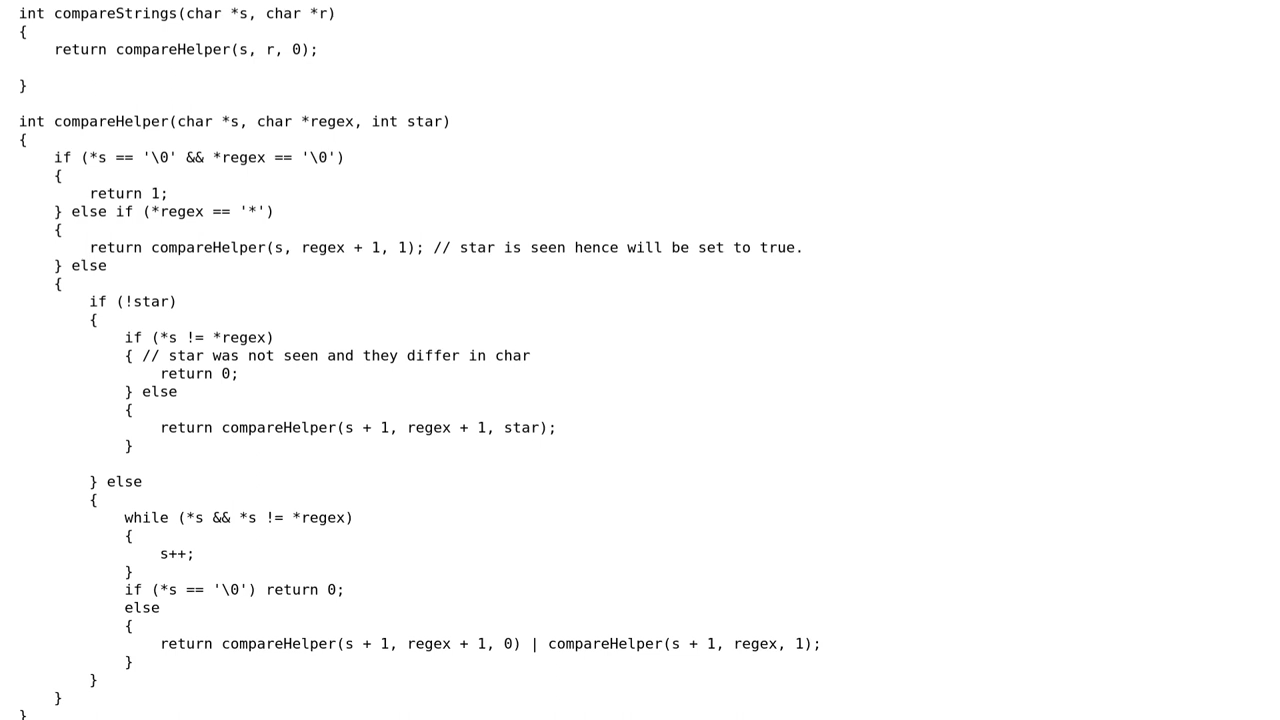 int compareStrings(char *s, char *r)
{
    return compareHelper(s, r, 0);

}

int compareHelper(char *s, char *regex, int star)
{
    if (*s == '\0' && *regex == '\0')
    {
        return 1;
    } else if (*regex == '*')
    {
        return compareHelper(s, regex + 1, 1); // star is seen hence will be set to true.
    } else
    {
        if (!star)
        {
            if (*s != *regex)
            { // star was not seen and they differ in char
                return 0;
            } else
            {
                return compareHelper(s + 1, regex + 1, star);
            }

        } else
        {
            while (*s && *s != *regex)
            {
                s++;
            }
            if (*s == '\0') return 0;
            else
            {
                return compareHelper(s + 1, regex + 1, 0) | compareHelper(s + 1, regex, 1);
            }
        }
    }
}